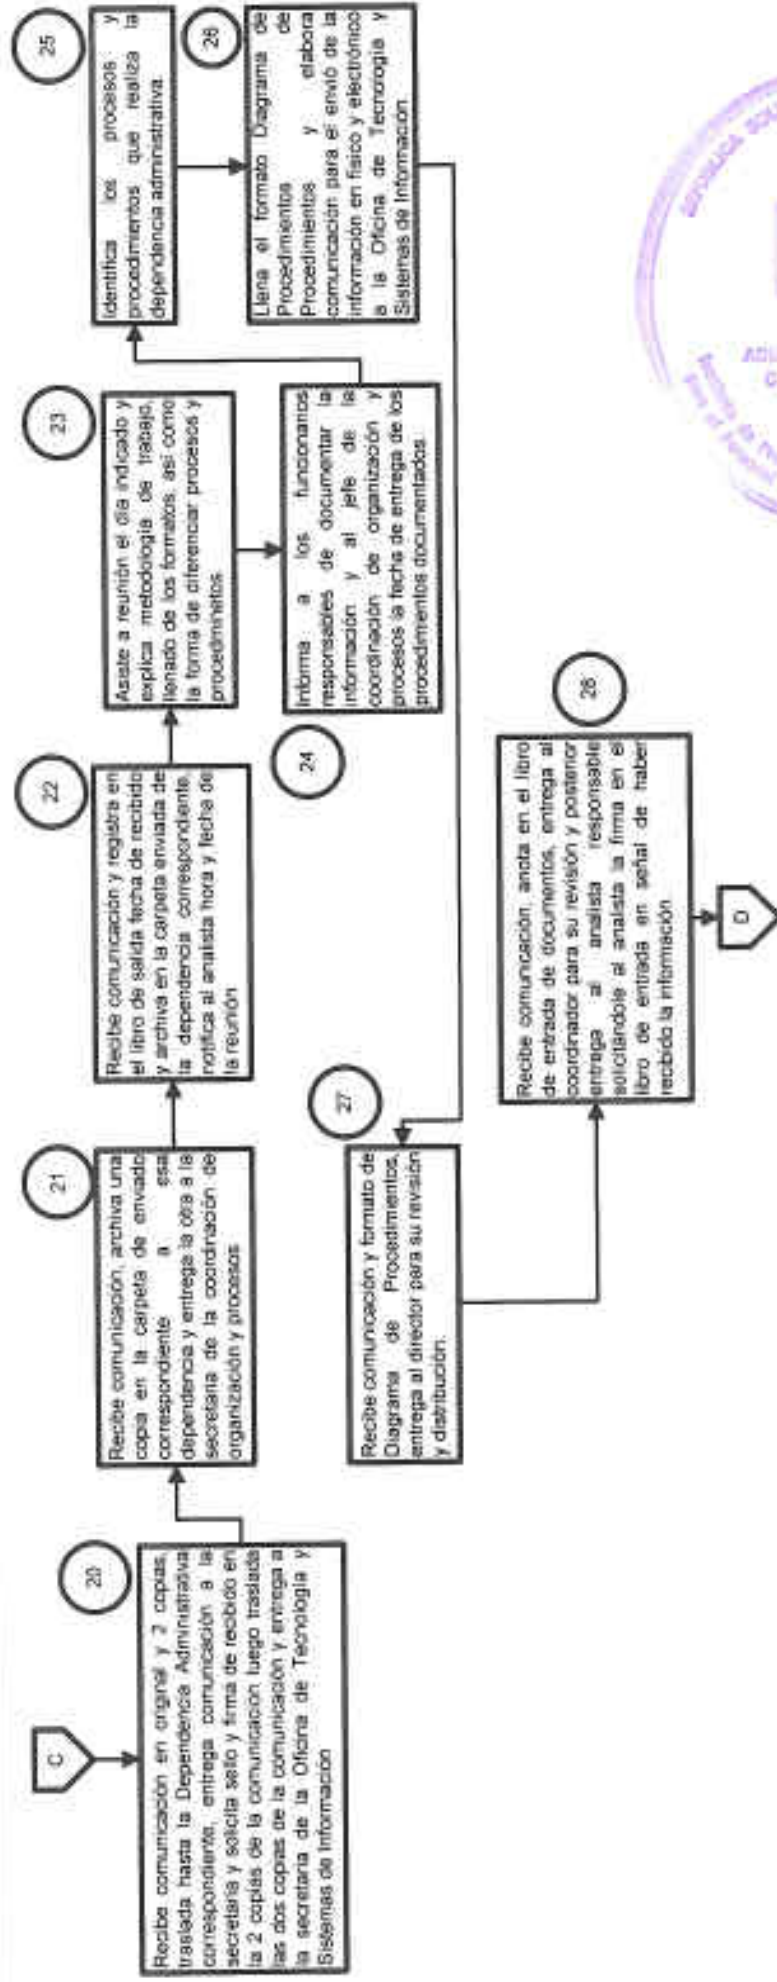 C
20
Recibe comunicación en original y 2 copias,
traslada hasta la Dependencia Administrativa
correspondiente, entrega comunicación a la
secretaria y solicita sello y firma de recibido en
la 2 copias de la comunicación luego traslada
las dos copias de la comunicación y entrega a
la secretaria de la Oficina de Tecnología y
Sistemas de Información
21
Recibe comunicación, archiva una
copia en la carpeta de enviado
correspondiente a esa
dependencia y entrega la otra a la
secretaria de la coordinación de
organización y procesos
22
Recibe comunicación y registra en
el libro de salida fecha de recibido
y archiva en la carpeta enviada de
la dependencia correspondiente,
notifica al analista hora y fecha de
la reunión
23
Asiste a reunión el día indicado y
explica metodología de trabajo,
llenado de los formatos, así como
la forma de diferenciar procesos y
procediminetos.
24
Informa a los funcionarios
responsables de documentar la
información y al jefe de la
coordinación de organización y
procesos la fecha de entrega de los
procedimientos documentados.
25
Identifica los procesos y
procedimientos que realiza la
dependencia administrativa.
26
Llena el formato Diagrama de
Procedimientos de
Procedimientos y elabora
comunicación para el envió de la
información en físico y electrónico
a la Oficina de Tecnología y
Sistemas de Información.
27
Recibe comunicación y formato de
Diagrama de Procedimientos,
entrega al director para su revisión
y distribución.
28
Recibe comunicación, anota en el libro
de entrada de documentos, entrega al
coordinador para su revisión y posterior
entrega al analista responsable
solicitándole al analista la firma en el
libro de entrada en señal de haber
recibido la información.
D
REPUBLICA